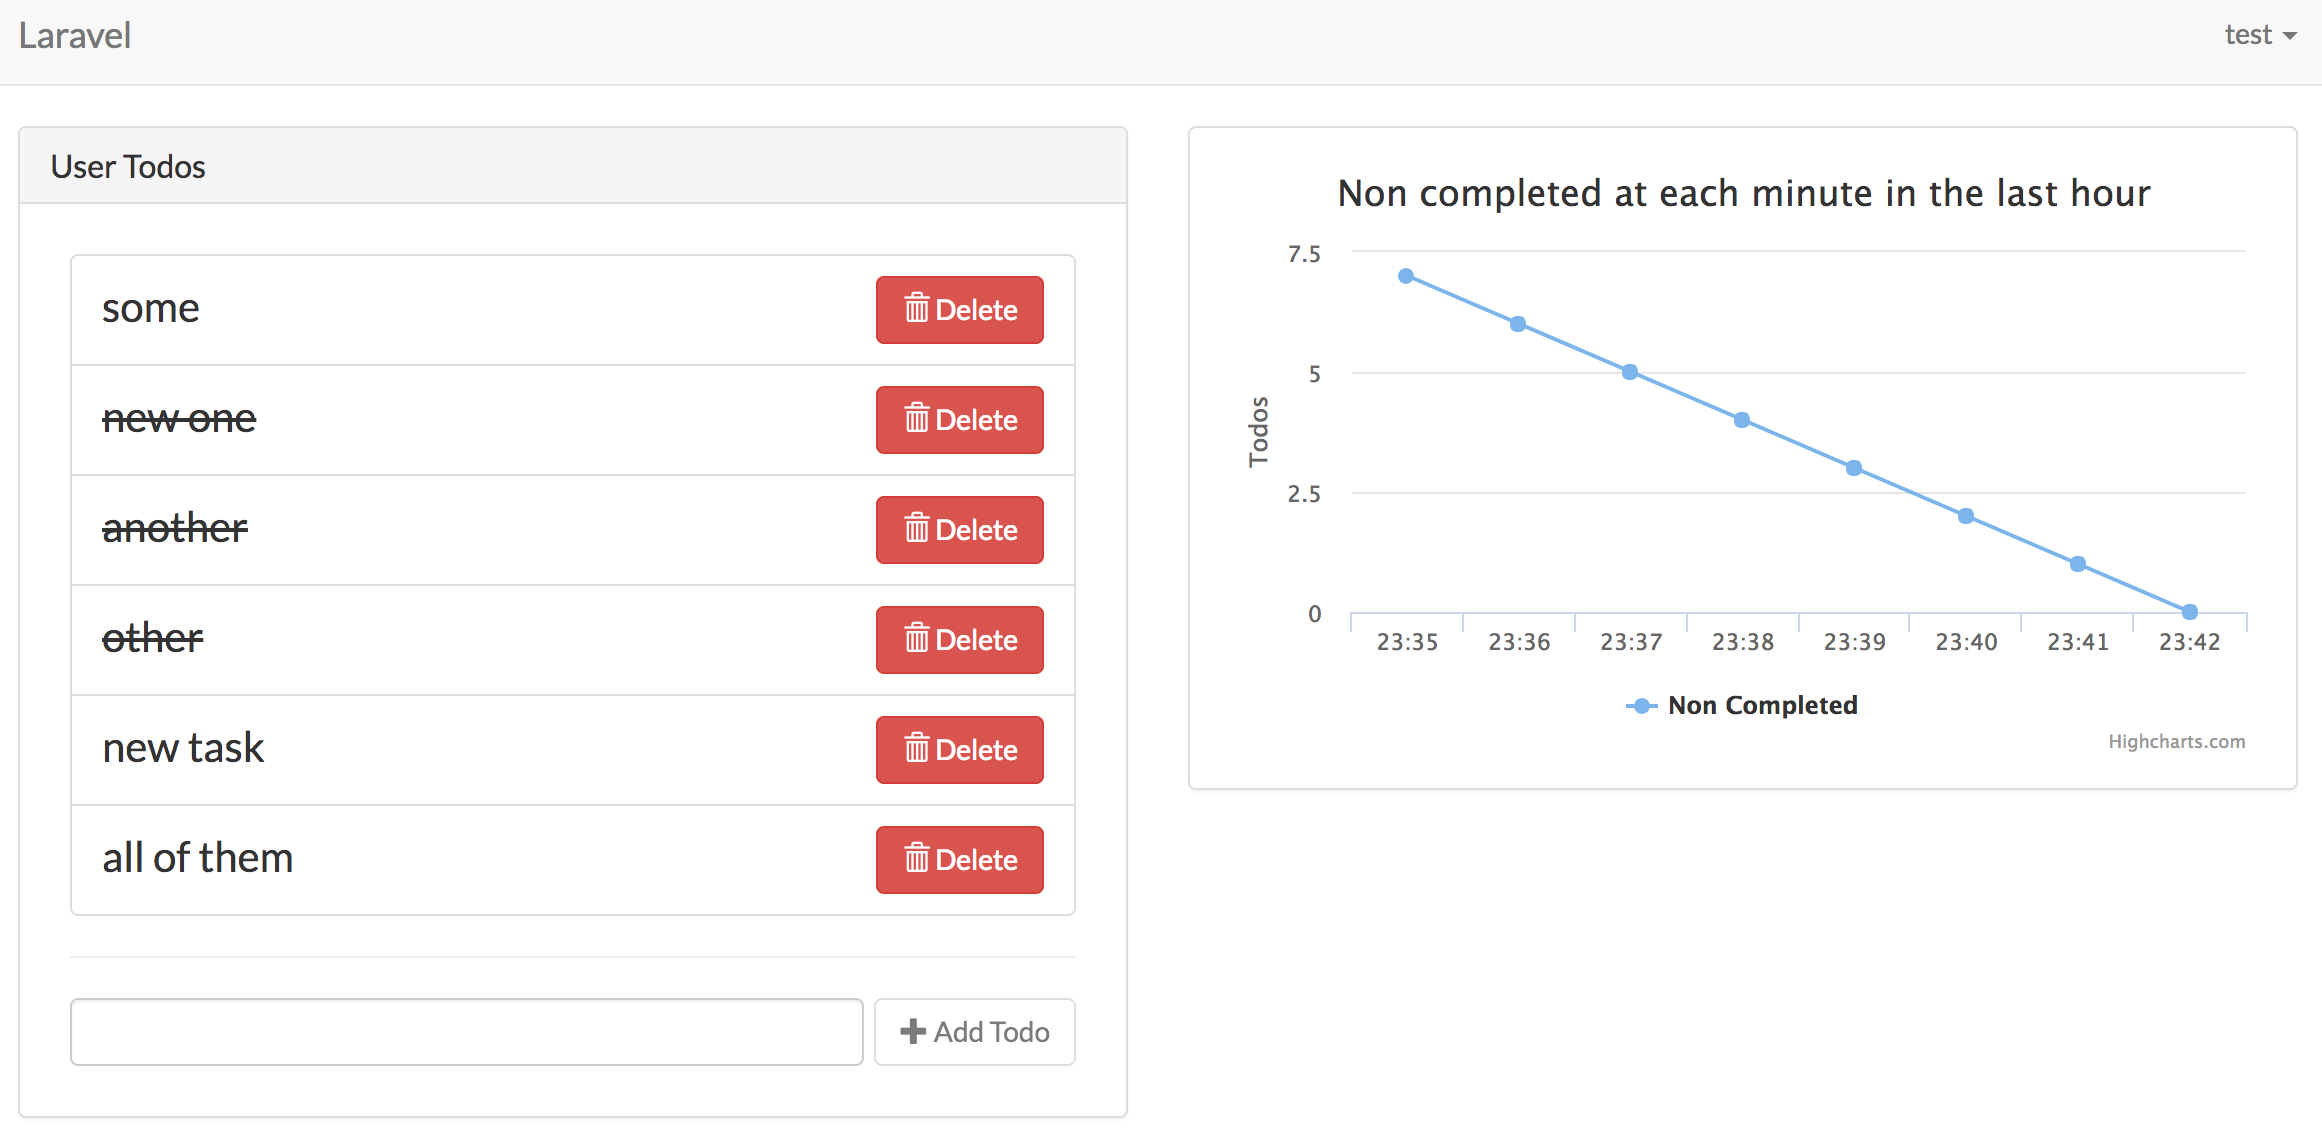 Laravel
test
User Todos
some
Delete
new one
Delete
another
Delete
other
Delete
new task
Delete
all of them
Delete
Add Todo
Non completed at each minute in the last hour
7.5
5
2.5
0
Todos
23:35 23:36 23:37 23:38 23:39 23:40 23:41 23:42
Non Completed
Highcharts.com